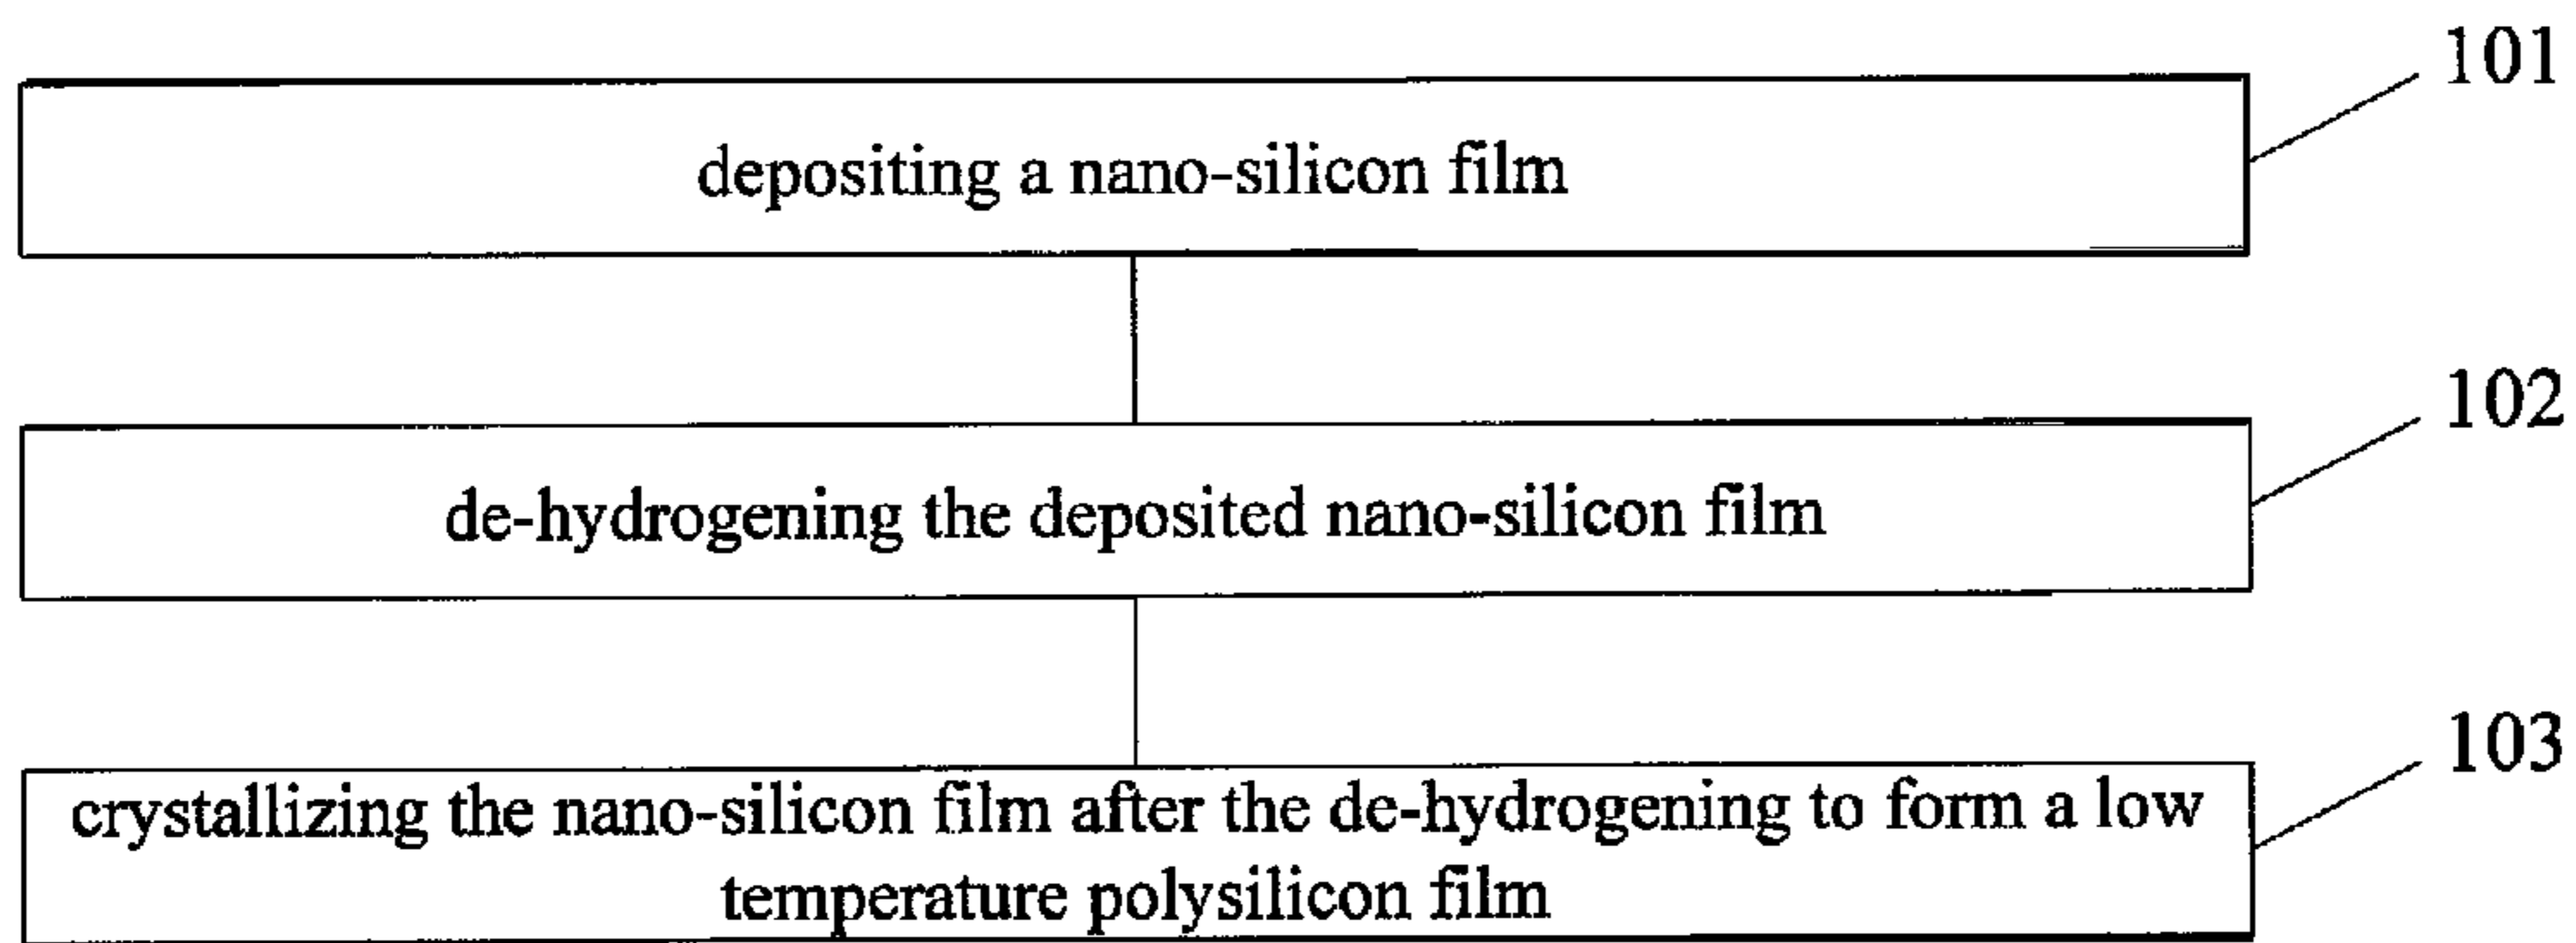 101
depositing a nano-silicon film
102
de-hydrogening the deposited nano-silicon film
103
crystallizing the nano-silicon film after the de-hydrogening to form a low
temperature polysilicon film